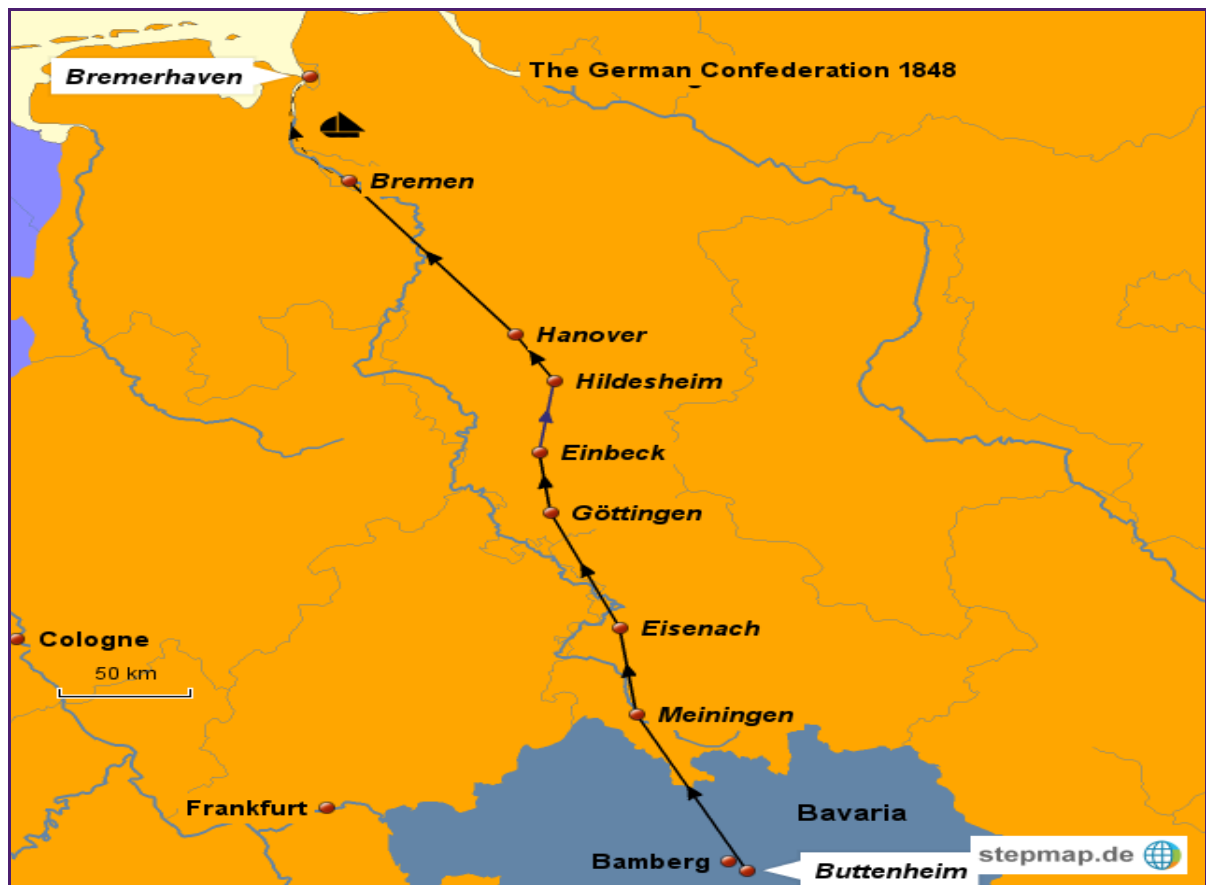 The German Confederation 1848
Bremerhaven
Bremen
Hanover
Hildesheim
Einbeck
Göttingen
Eisenach
Cologne
50 km
Meiningen
Frankfurt
Bavaria
Bamberg
Buttenheim
stepmap.de